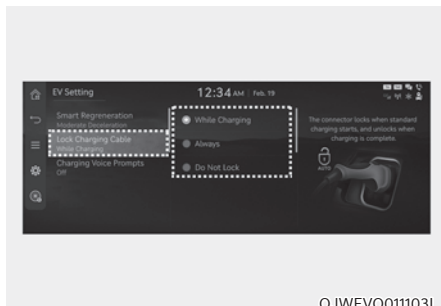 EV Setting
12:34 AM Feb. 19
Smart Regreneration
Moderate Deceleration
Lock Charging Cable
While Charging
Charging Voice Prompts
Off
While Charging
Always
Do Not Lock
The connector locks when standard
charging starts, and unlocks when
charging is complete.
AUTO